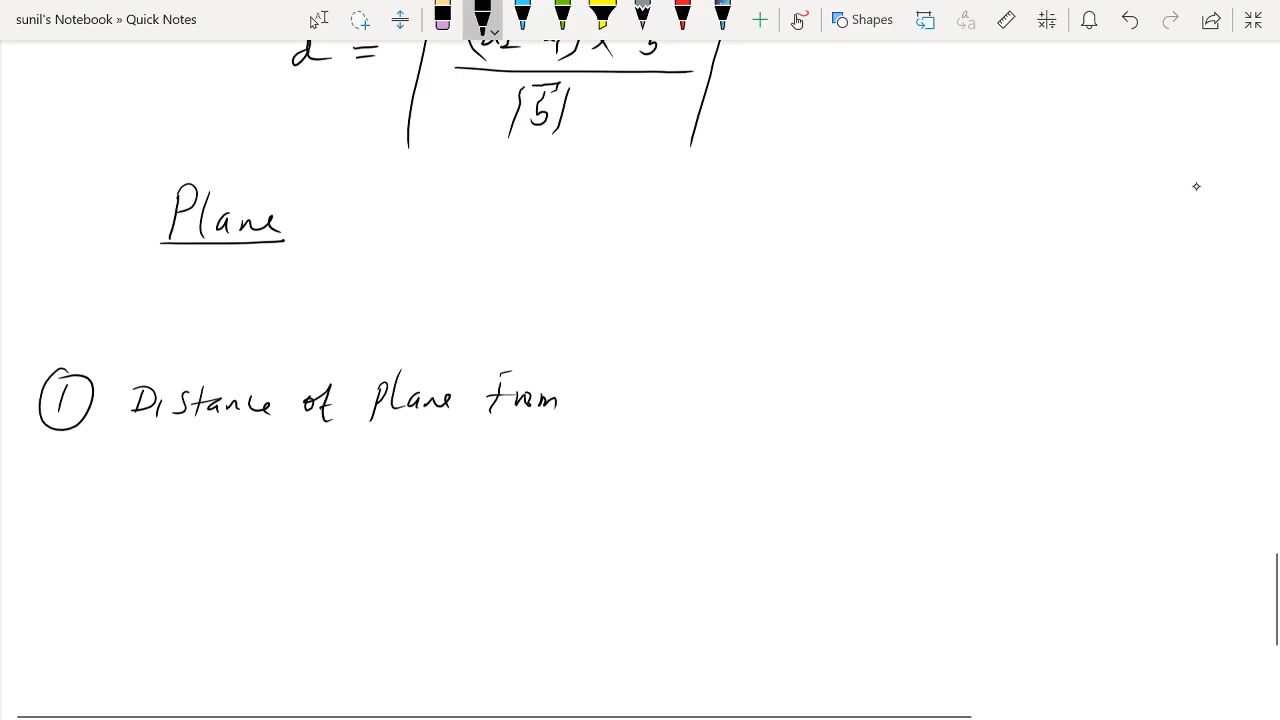 sunil's Notebook » Quick Notes
Shapes
d =
|b|
Plane
① Distance of plane from